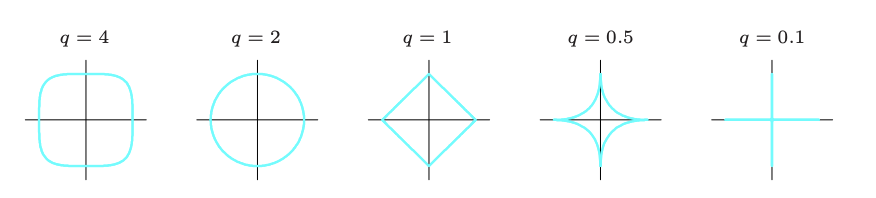 q = 4 q = 2 q = 1 q = 0.5 q = 0.1